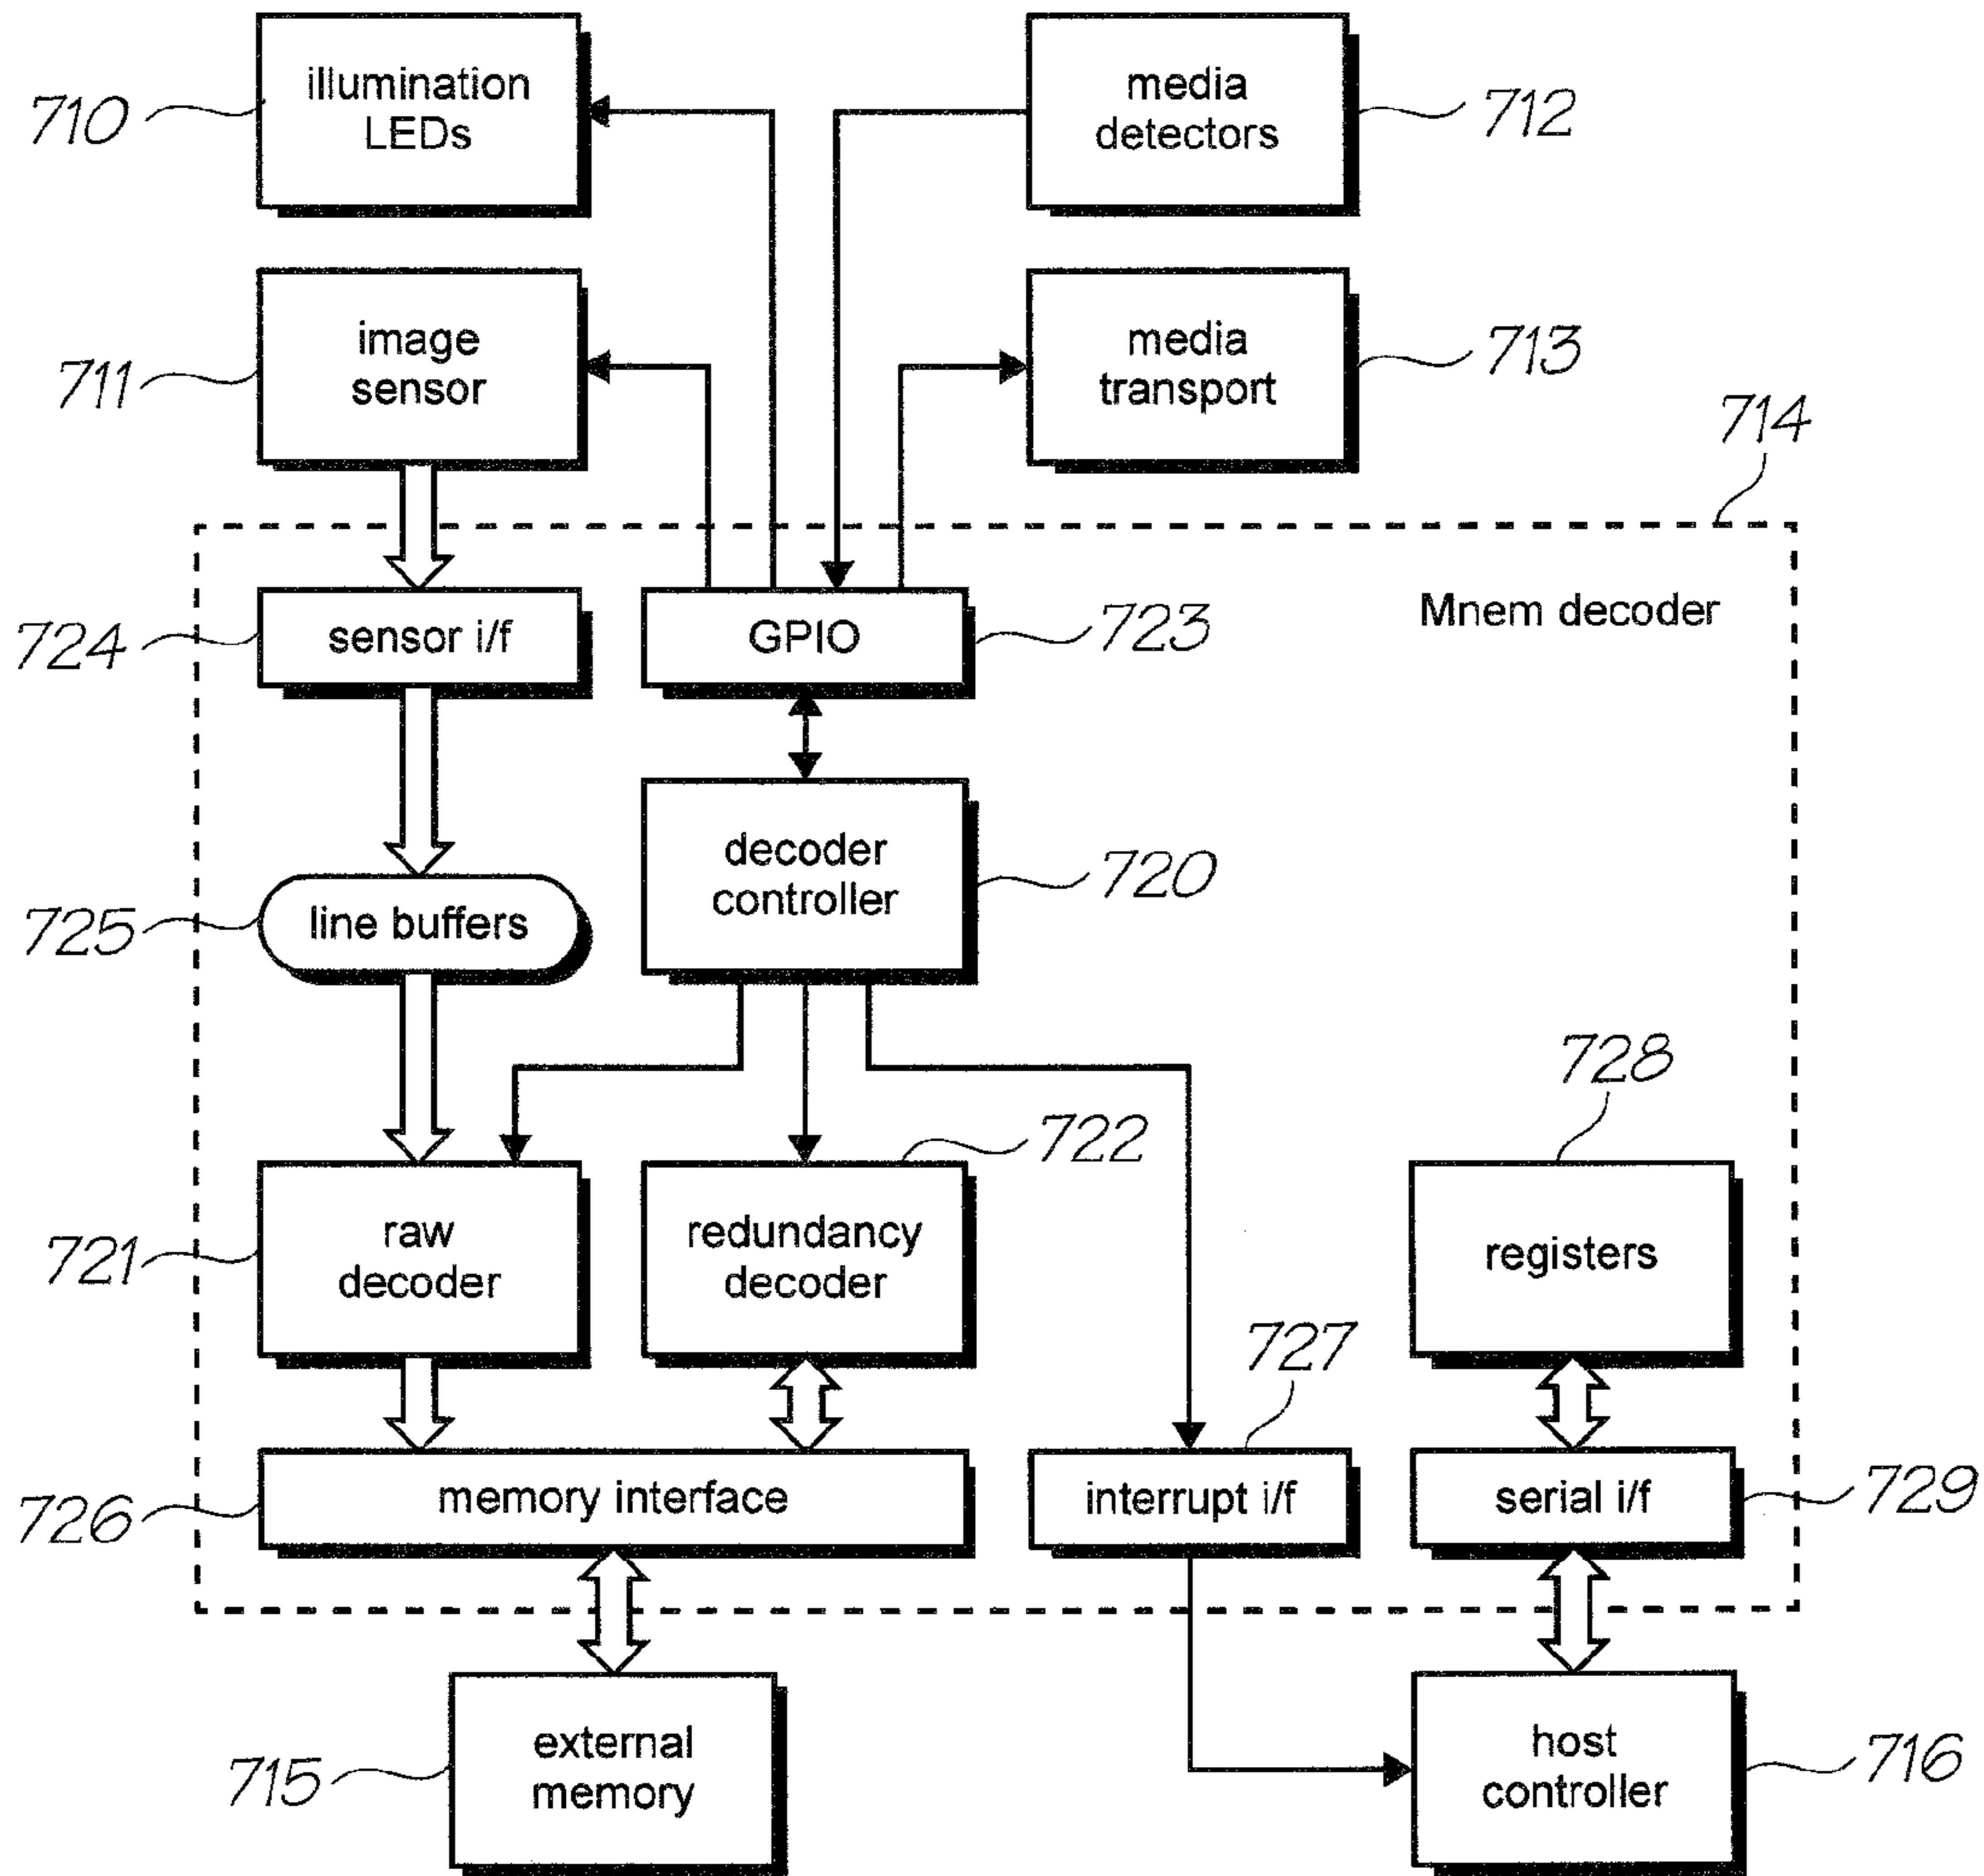 illumination
LEDs
710
media
detectors
712
image
sensor
711
media
transport
713
714
Mnem decoder
sensor i/f
724
GPIO
723
decoder
controller
720
line buffers
725
728
722
raw
decoder
721
redundancy
decoder
registers
727
memory interface
726
interrupt i/f
serial i/f
729
external
memory
715
host
controller
716